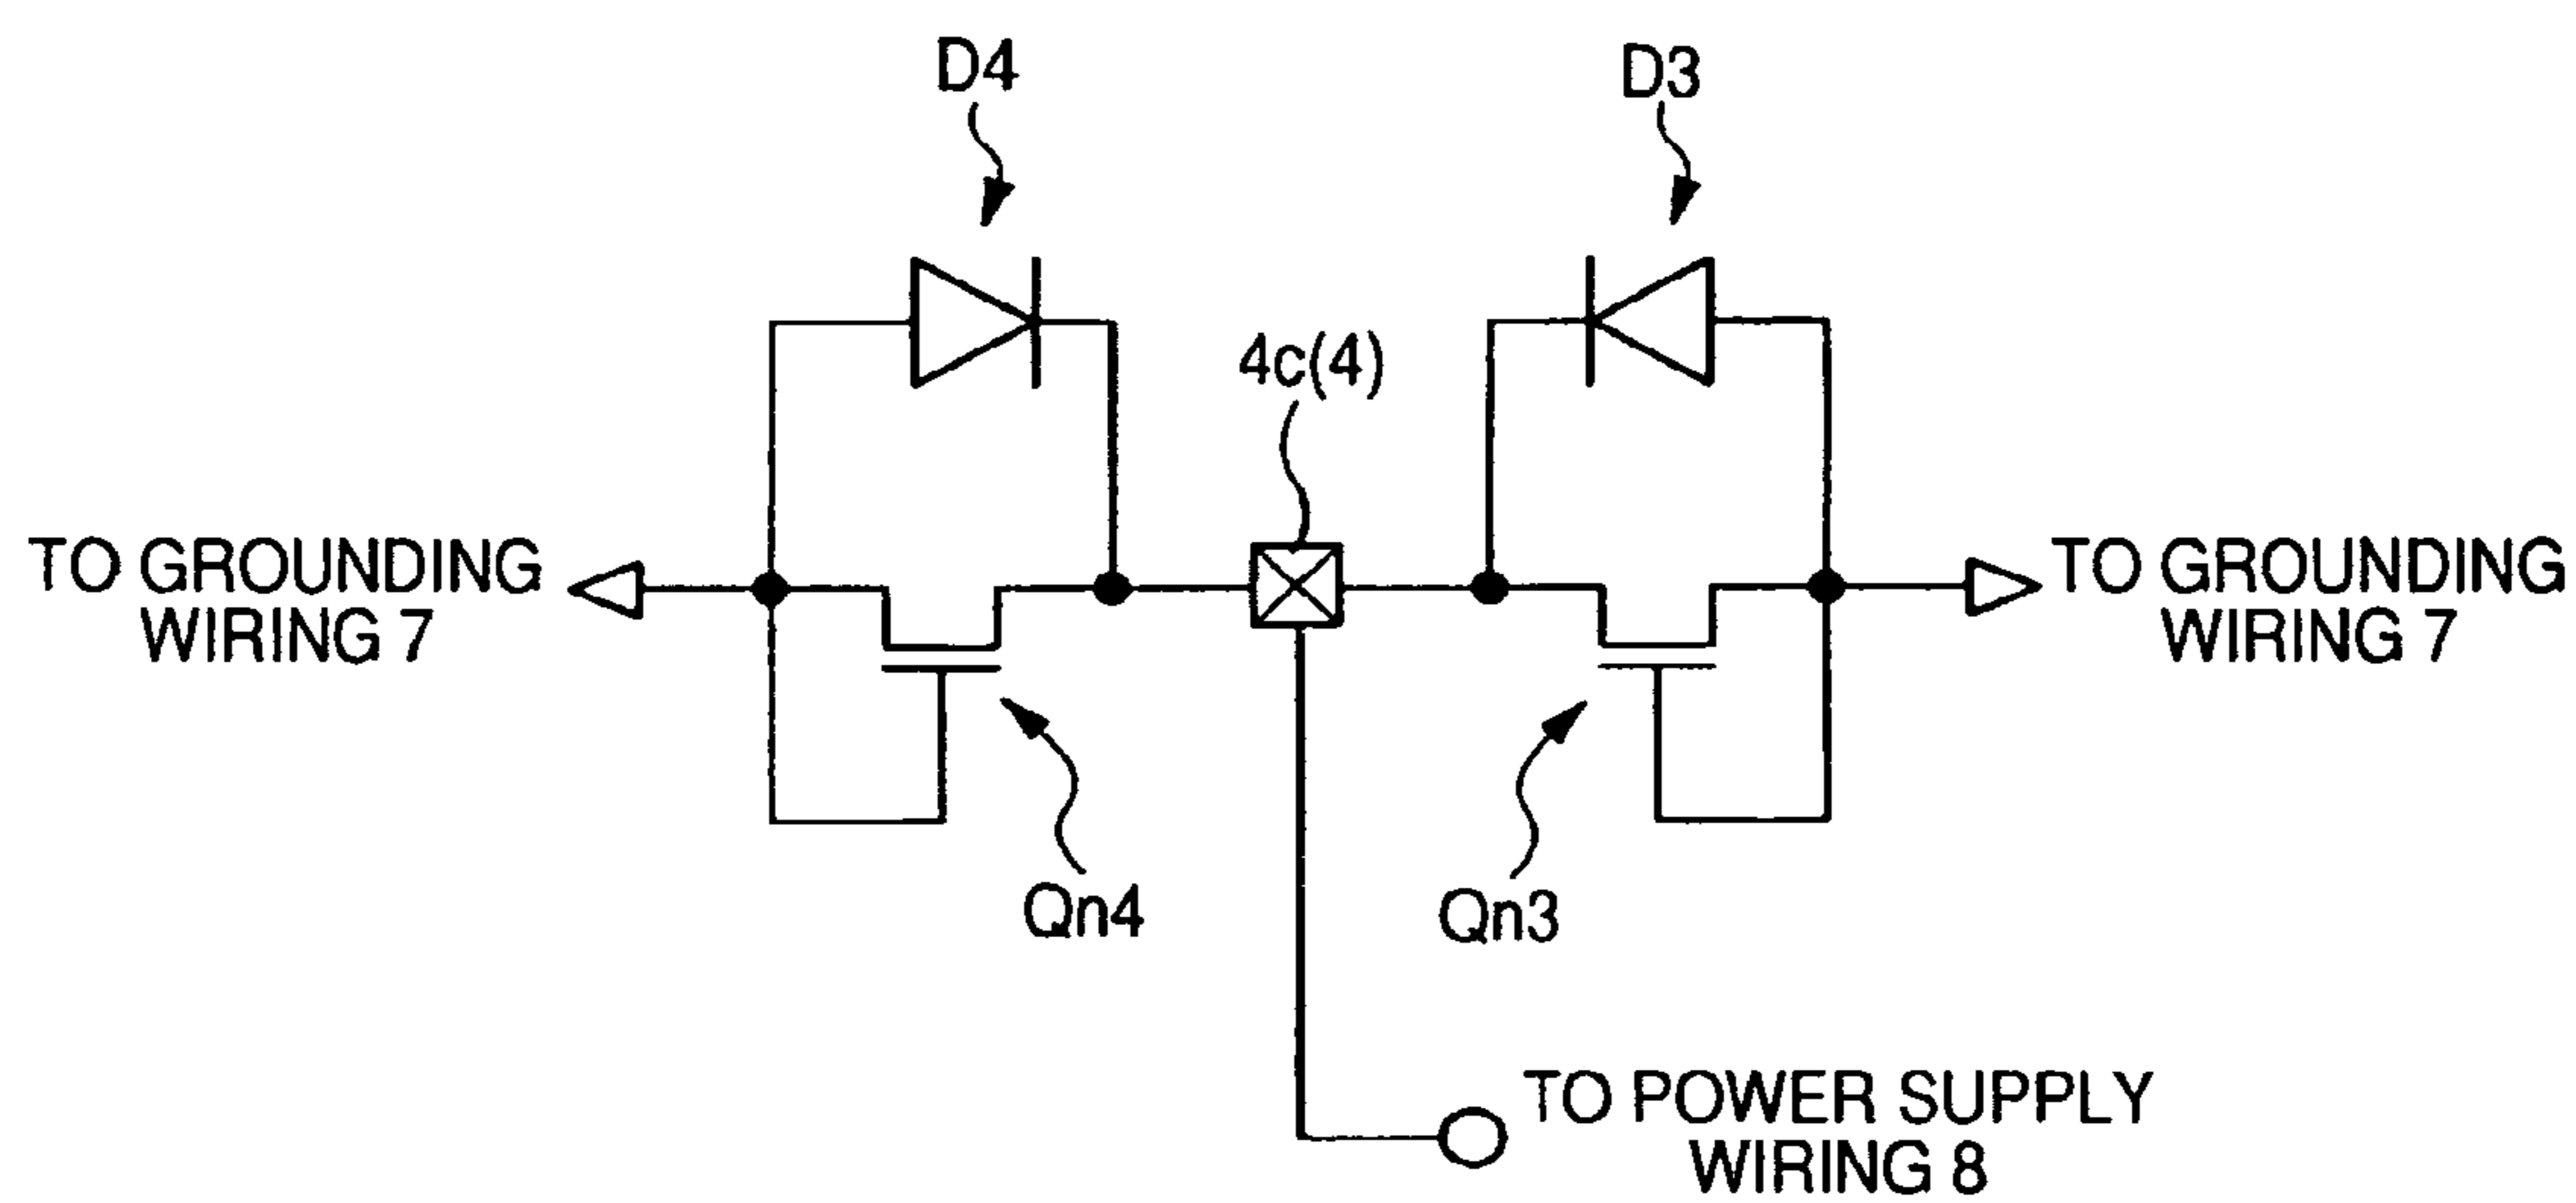 D4
D3
4c(4)
TO GROUNDING
WIRING 7
TO GROUNDING
WIRING 7
Qn4
Qn3
TO POWER SUPPLY
WIRING 8